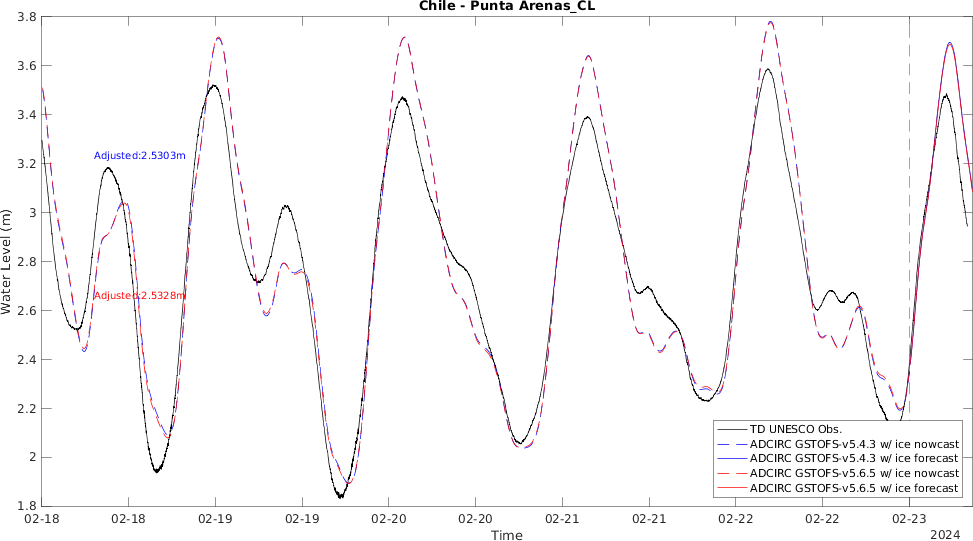 Chile - Punta Arenas_CL
Water Level (m)
3.8
3.6
3.4
3.2
3
2.8
2.6
2.4
2.2
2
1.8
Adjusted:2.5303m
Adjusted:2.5328m
TD UNESCO Obs.
ADCIRC GSTOFS-v5.4.3 w/ ice nowcast
ADCIRC GSTOFS-v5.4.3 w/ ice forecast
ADCIRC GSTOFS-v5.6.5 w/ ice nowcast
ADCIRC GSTOFS-v5.6.5 w/ ice forecast
02-18 02-18 02-19 02-19 02-20 02-20 02-21 02-21 02-22 02-22 02-23
Time
2024